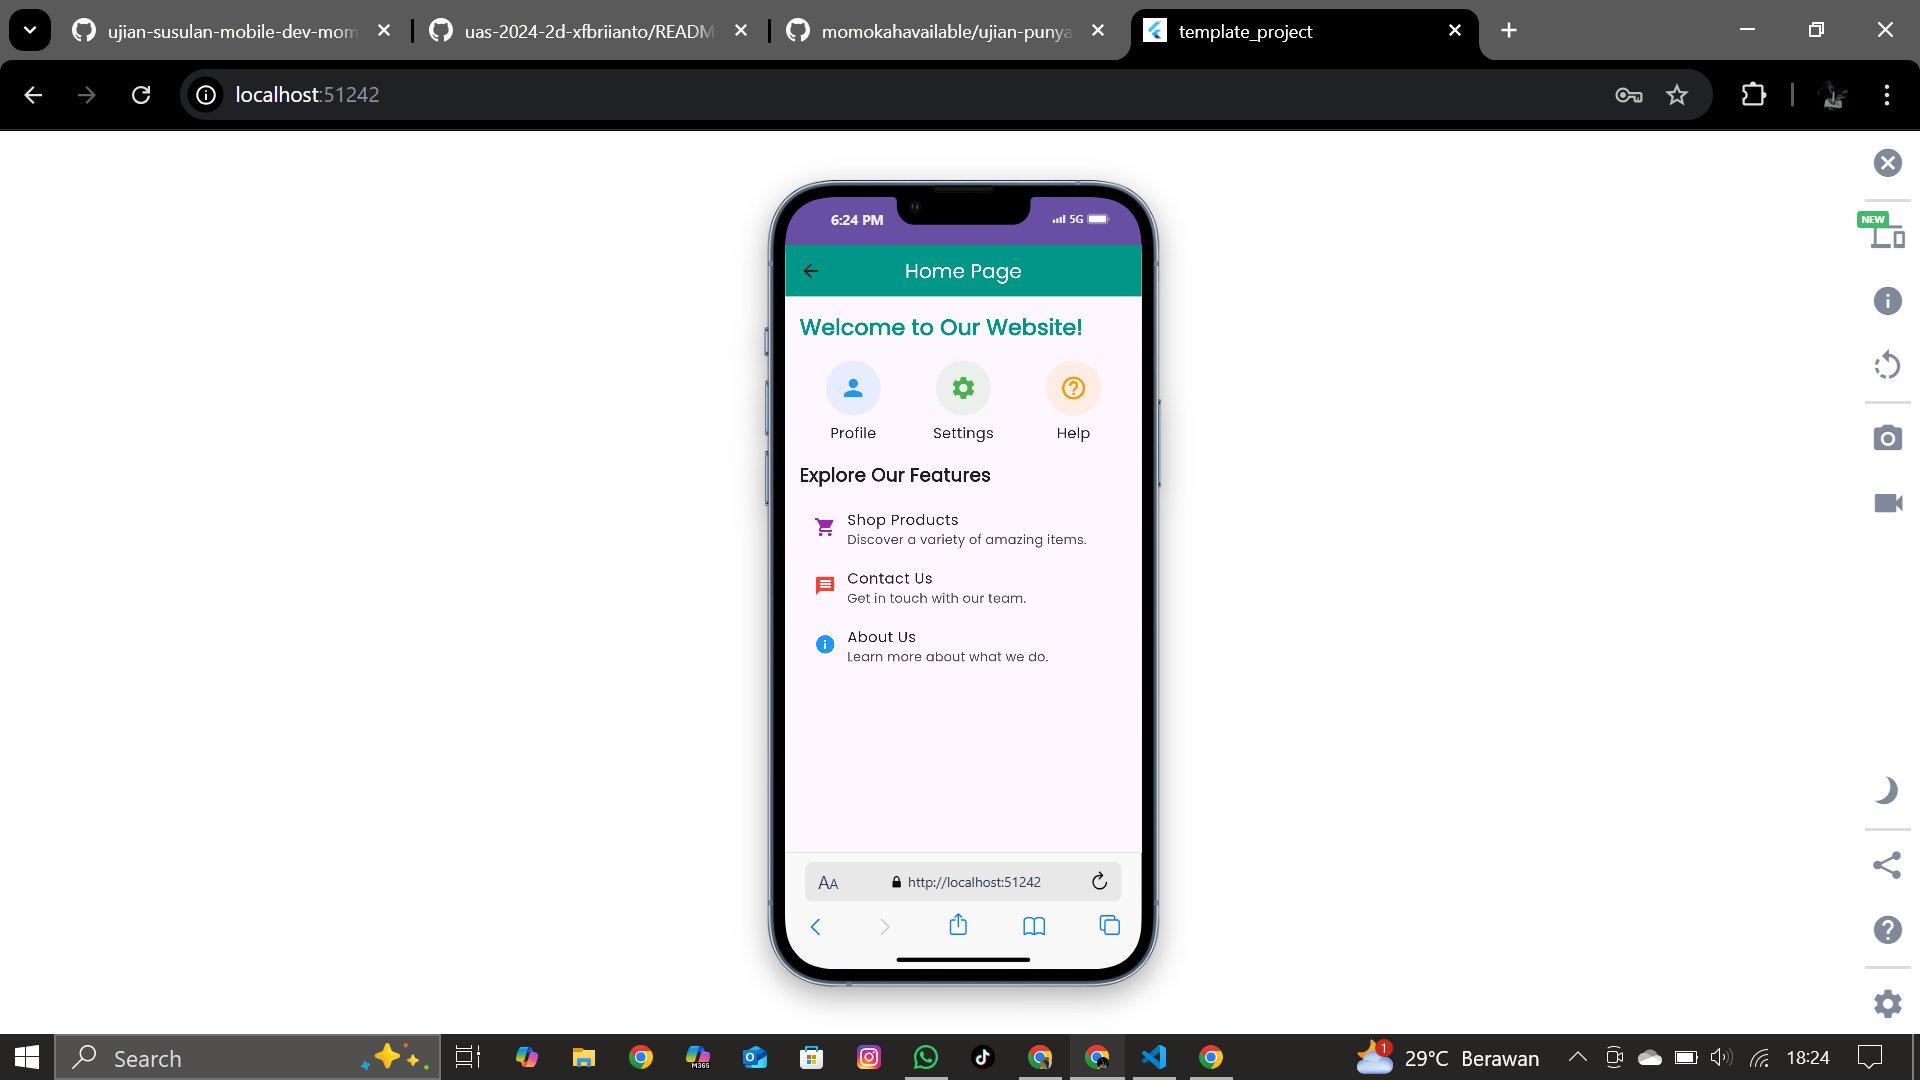 ujian-susulan-mobile-dev-mom
uas-2024-2d-xfbriianto/READM
momokahavailable/ujian-punya
template_project
localhost:51242
NEW
6:24 PM
5G
Home Page
Welcome to Our Website!
Profile
Settings
Help
Explore Our Features
Shop Products
Discover a variety of amazing items.
Contact Us
Get in touch with our team.
About Us
Learn more about what we do.
AA
http://localhost:51242
Search
M365
1
29°C Berawan
18:24